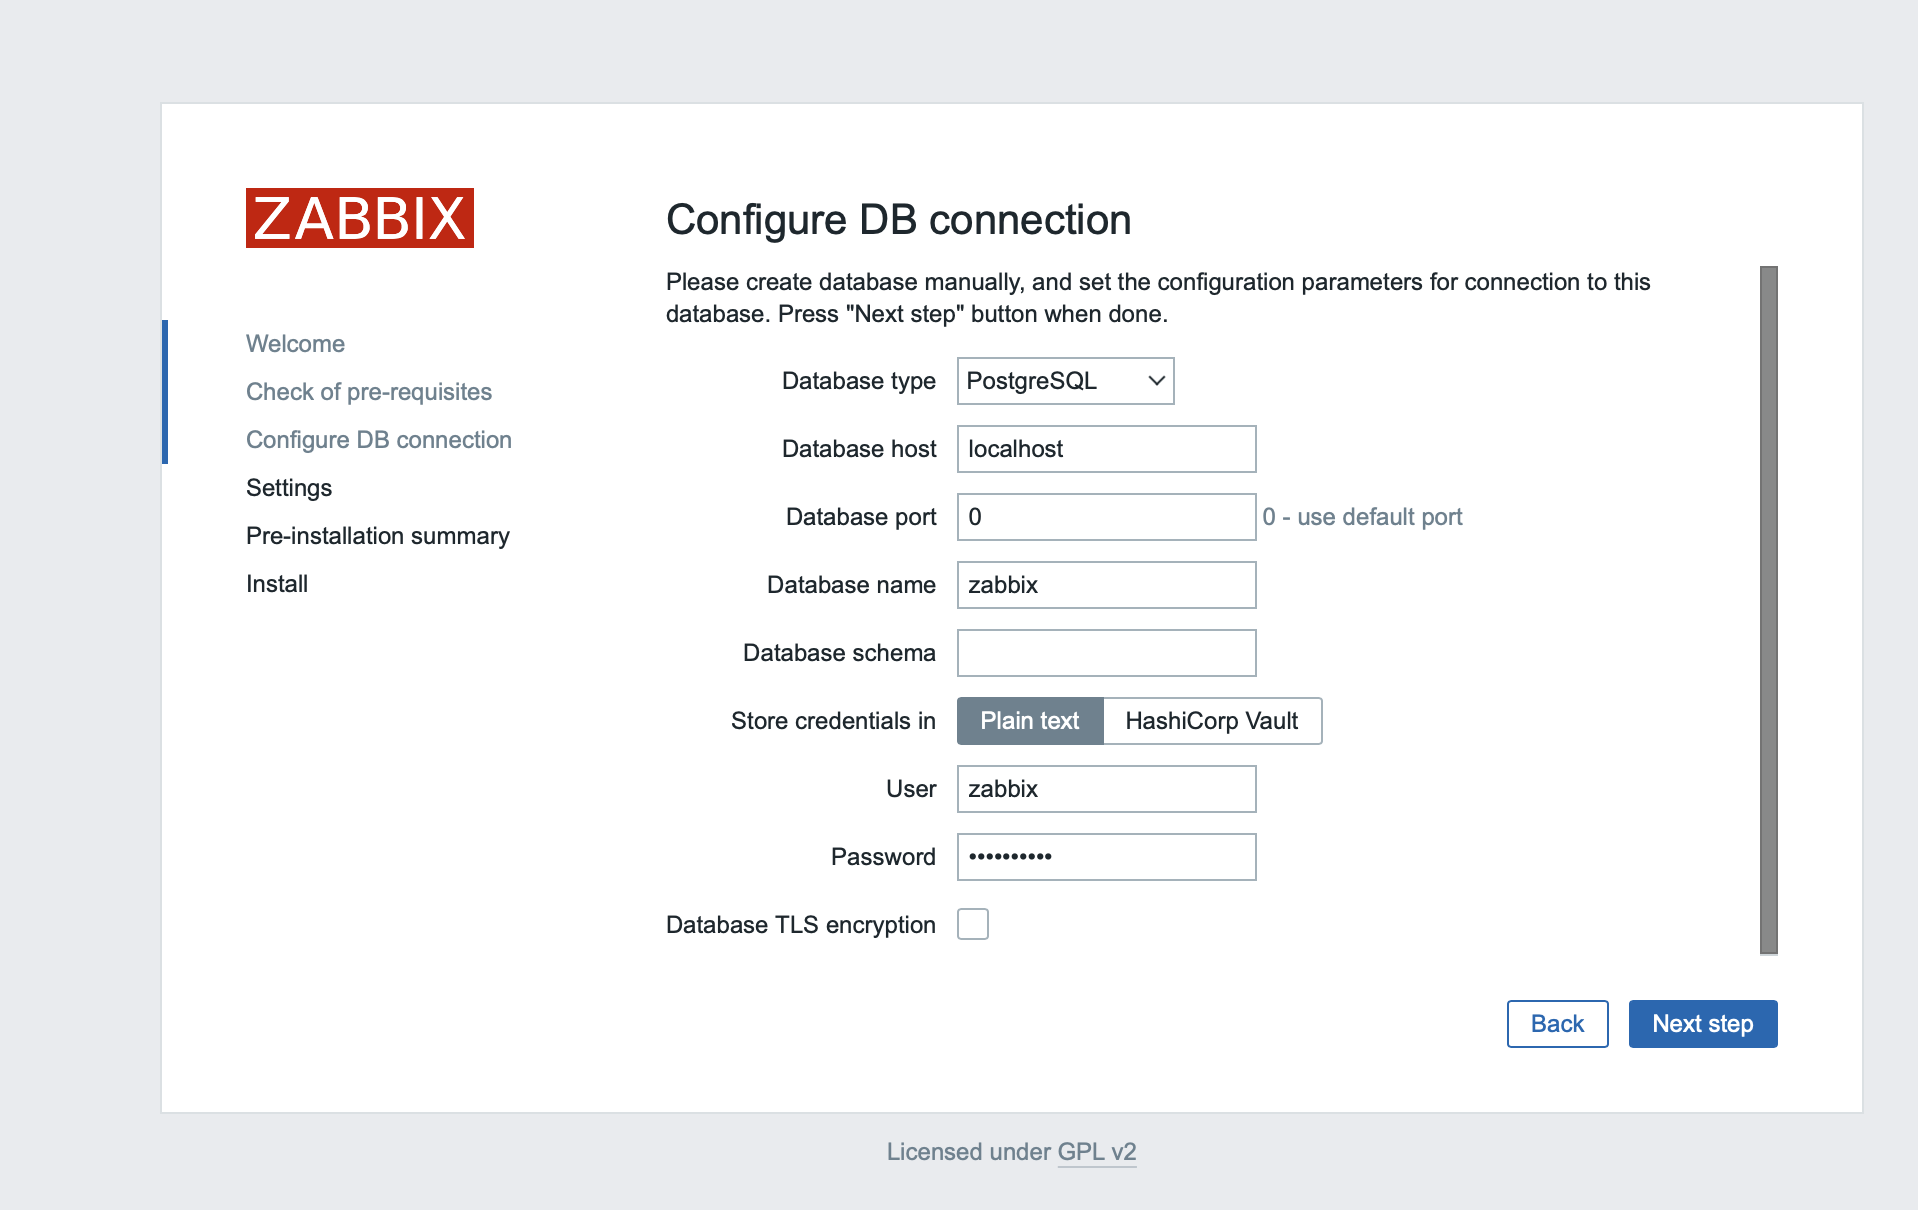 ZABBIX
Welcome
Check of pre-requisites
Configure DB connection
Settings
Pre-installation summary
Install
Configure DB connection
Please create database manually, and set the configuration parameters for connection to this
database. Press "Next step" button when done.
Database type PostgreSQL
Database host localhost
Database port 0 0 - use default port
Database name zabbix
Database schema
Store credentials in Plain text HashiCorp Vault
User zabbix
Password ••••••••••
Database TLS encryption
Back Next step
Licensed under GPL v2